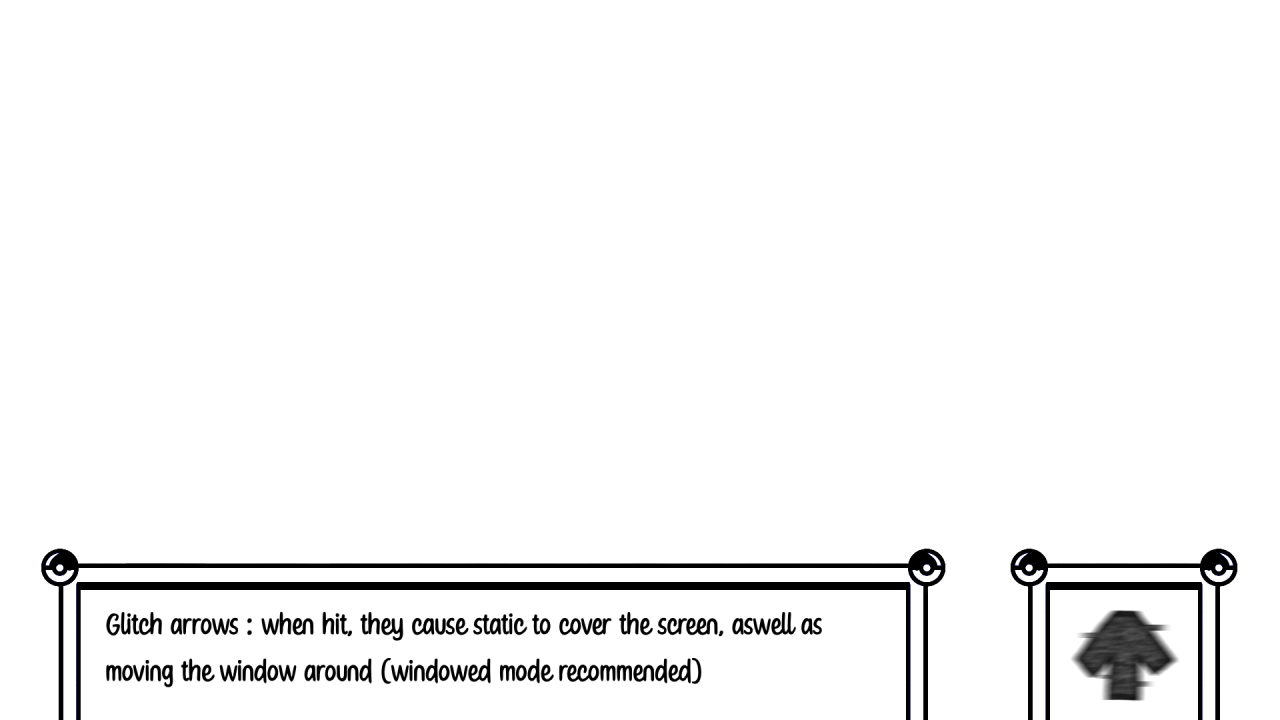 Glitch arrows : when hit, they cause static to cover the screen, aswell as
moving the window around (windowed mode recommended)